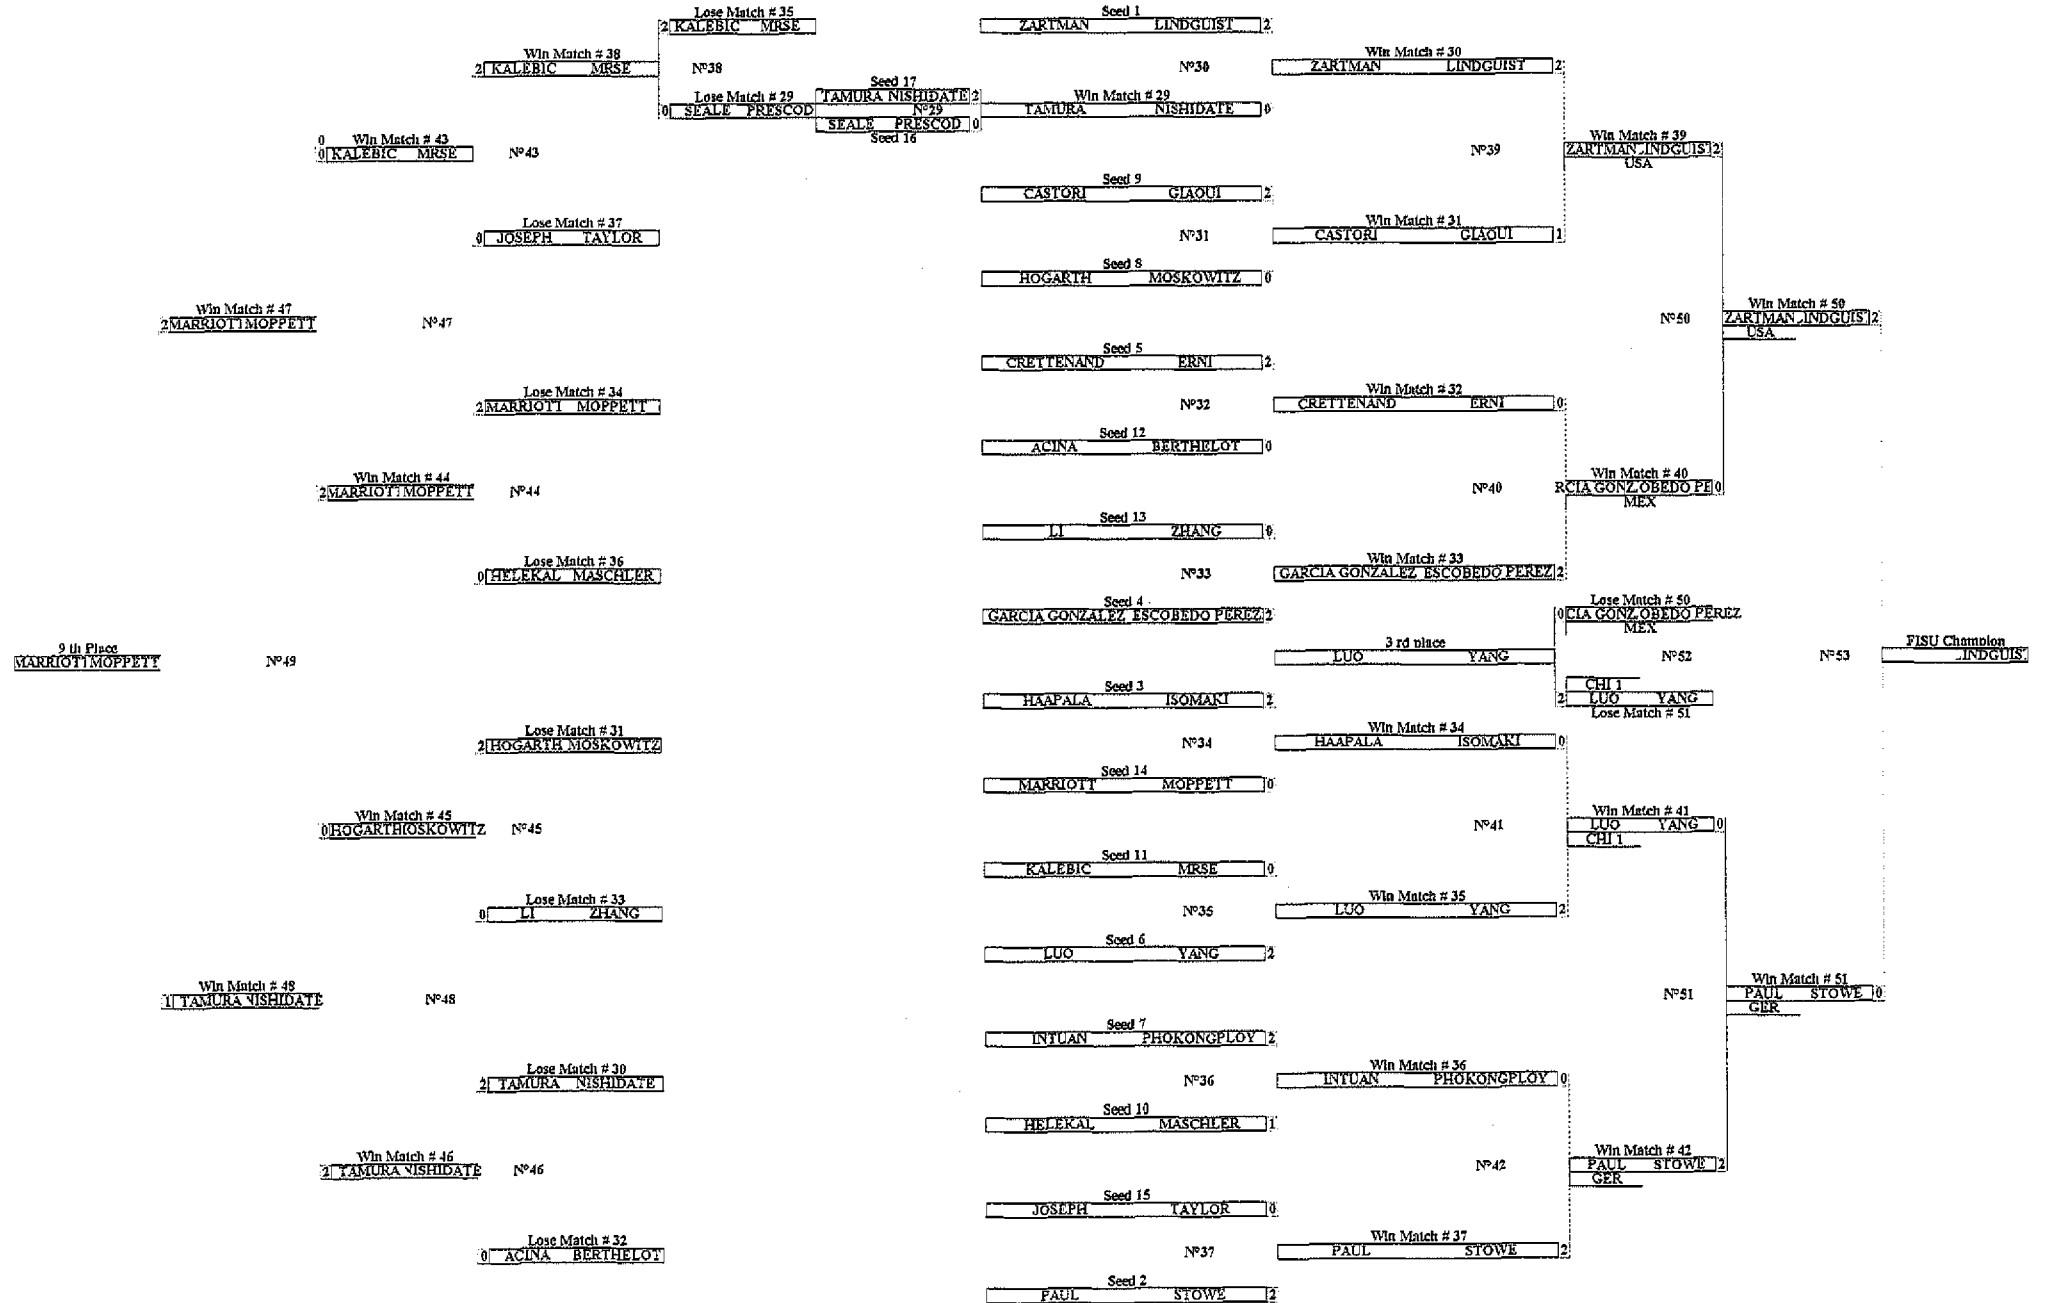 Lose Match # 35
2 KALEBIC MRSE
Seed 1
ZARTMAN LINDGUIST 2
Win Match # 38
2 KALEBIC MRSE
Nº38
Nº30
Win Match # 30
ZARTMAN LINDGUIST 2
Seed 17
TAMURA NISHIDATE 2
Lose Match # 29
0 SEALE PRESCOD
Nº29
Win Match # 29
TAMURA NISHIDATE 0
SEALE PRESCOD 0
Seed 16
0
Win Match # 43
0 KALEBIC MRSE
Nº43
Nº39
Win Match # 39
ZARTMAN LINDGUIS 2
USA
Seed 9
CASTORI GIAOUI 2
Lose Match # 37
0 JOSEPH TAYLOR
Nº31
Win Match # 31
CASTORI GIAOUI 1
Seed 8
HOGARTH MOSKOWITZ 0
Win Match # 47
2 MARRIOTT MOPPETT
Nº47
Nº50
Win Match # 50
ZARTMAN LINDGUIS 2
USA
Seed 5
CRETTENAND ERNI 2
Lose Match # 34
2 MARRIOTT MOPPETT
Nº32
Win Match # 32
CRETTENAND ERNI 0
Seed 12
ACINA BERTHELOT 0
Win Match # 44
2 MARRIOTT MOPPETT
Nº44
Nº40
Win Match # 40
RCIA GONZ OBEDO PE 0
MEX
Seed 13
LI ZHANG 0
Lose Match # 36
0 HELEKAL MASCHLER
Nº33
Win Match # 33
GARCIA GONZALEZ ESCOBEDO PEREZ 2
Seed 4
GARCIA GONZALEZ ESCOBEDO PEREZ 2
Lose Match # 50
0 CIA GONZ OBEDO PEREZ
MEX
9 th Place
MARRIOTT MOPPETT
Nº49
3 rd place
LUO YANG
Nº52
Nº53
FISU Champion
LINDGUIS
CHI 1
2 LUO YANG
Lose Match # 51
Seed 3
HAAPALA ISOMAKI 2
Lose Match # 31
2 HOGARTH MOSKOWITZ
Nº34
Win Match # 34
HAAPALA ISOMAKI 0
Seed 14
MARRIOTT MOPPETT 0
Win Match # 45
0 HOGARTH OSKOWITZ
Nº45
Nº41
Win Match # 41
LUO YANG 0
CHI 1
Seed 11
KALEBIC MRSE 0
Lose Match # 33
0 LI ZHANG
Nº35
Win Match # 35
LUO YANG 2
Seed 6
LUO YANG 2
Win Match # 48
1 TAMURA NISHIDATE
Nº48
Nº51
Win Match # 51
PAUL STOWE 0
GER
Seed 7
INTUAN PHOKONGPLOY 2
Lose Match # 30
2 TAMURA NISHIDATE
Nº36
Win Match # 36
INTUAN PHOKONGPLOY 0
Seed 10
HELEKAL MASCHLER 1
Win Match # 46
2 TAMURA NISHIDATE
Nº46
Nº42
Win Match # 42
PAUL STOWE 2
GER
Seed 15
JOSEPH TAYLOR 0
Lose Match # 32
0 ACINA BERTHELOT
Nº37
Win Match # 37
PAUL STOWE 2
Seed 2
PAUL STOWE 2